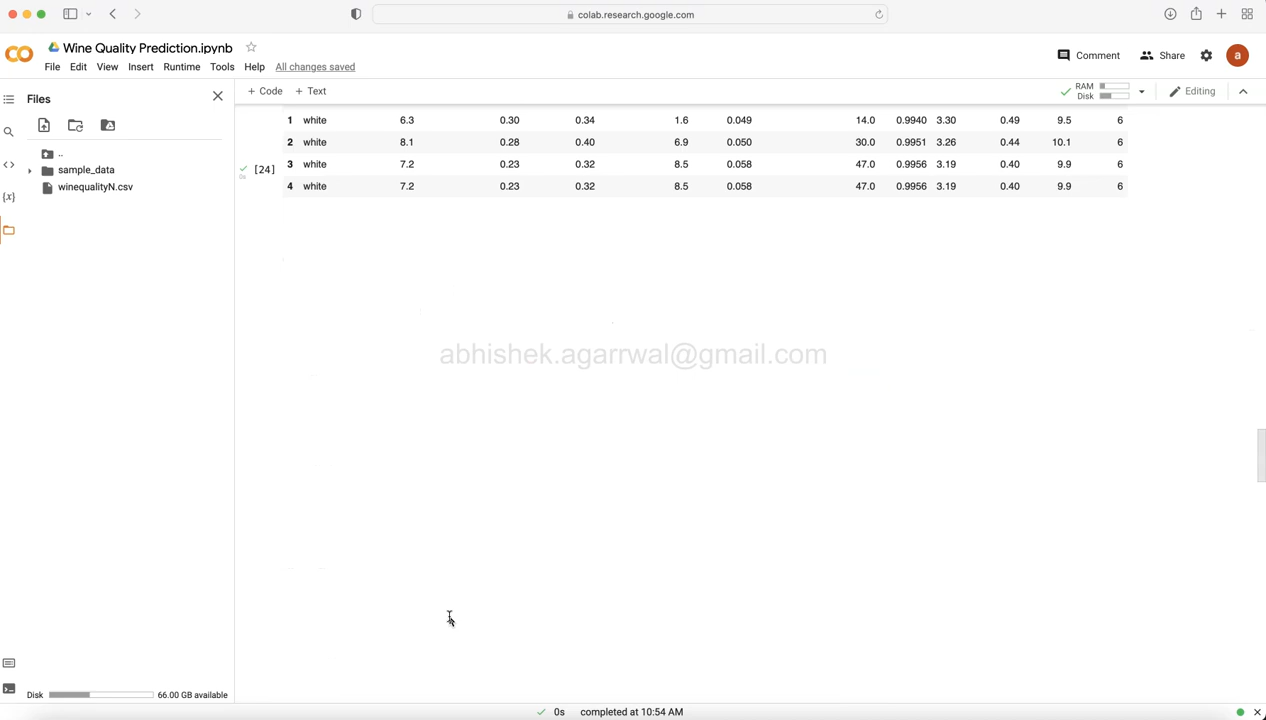 colab.research.google.com
Wine Quality Prediction.ipynb
File Edit View Insert Runtime Tools Help All changes saved
Comment Share a
Files
+ Code + Text
RAM
Disk
Editing
..
sample_data
winequalityN.csv
[24]
0s
1 white 6.3 0.30 0.34 1.6 0.049 14.0 0.9940 3.30 0.49 9.5 6
2 white 8.1 0.28 0.40 6.9 0.050 30.0 0.9951 3.26 0.44 10.1 6
3 white 7.2 0.23 0.32 8.5 0.058 47.0 0.9956 3.19 0.40 9.9 6
4 white 7.2 0.23 0.32 8.5 0.058 47.0 0.9956 3.19 0.40 9.9 6
abhishek.agarrwal@gmail.com
Disk 66.00 GB available
0s completed at 10:54 AM